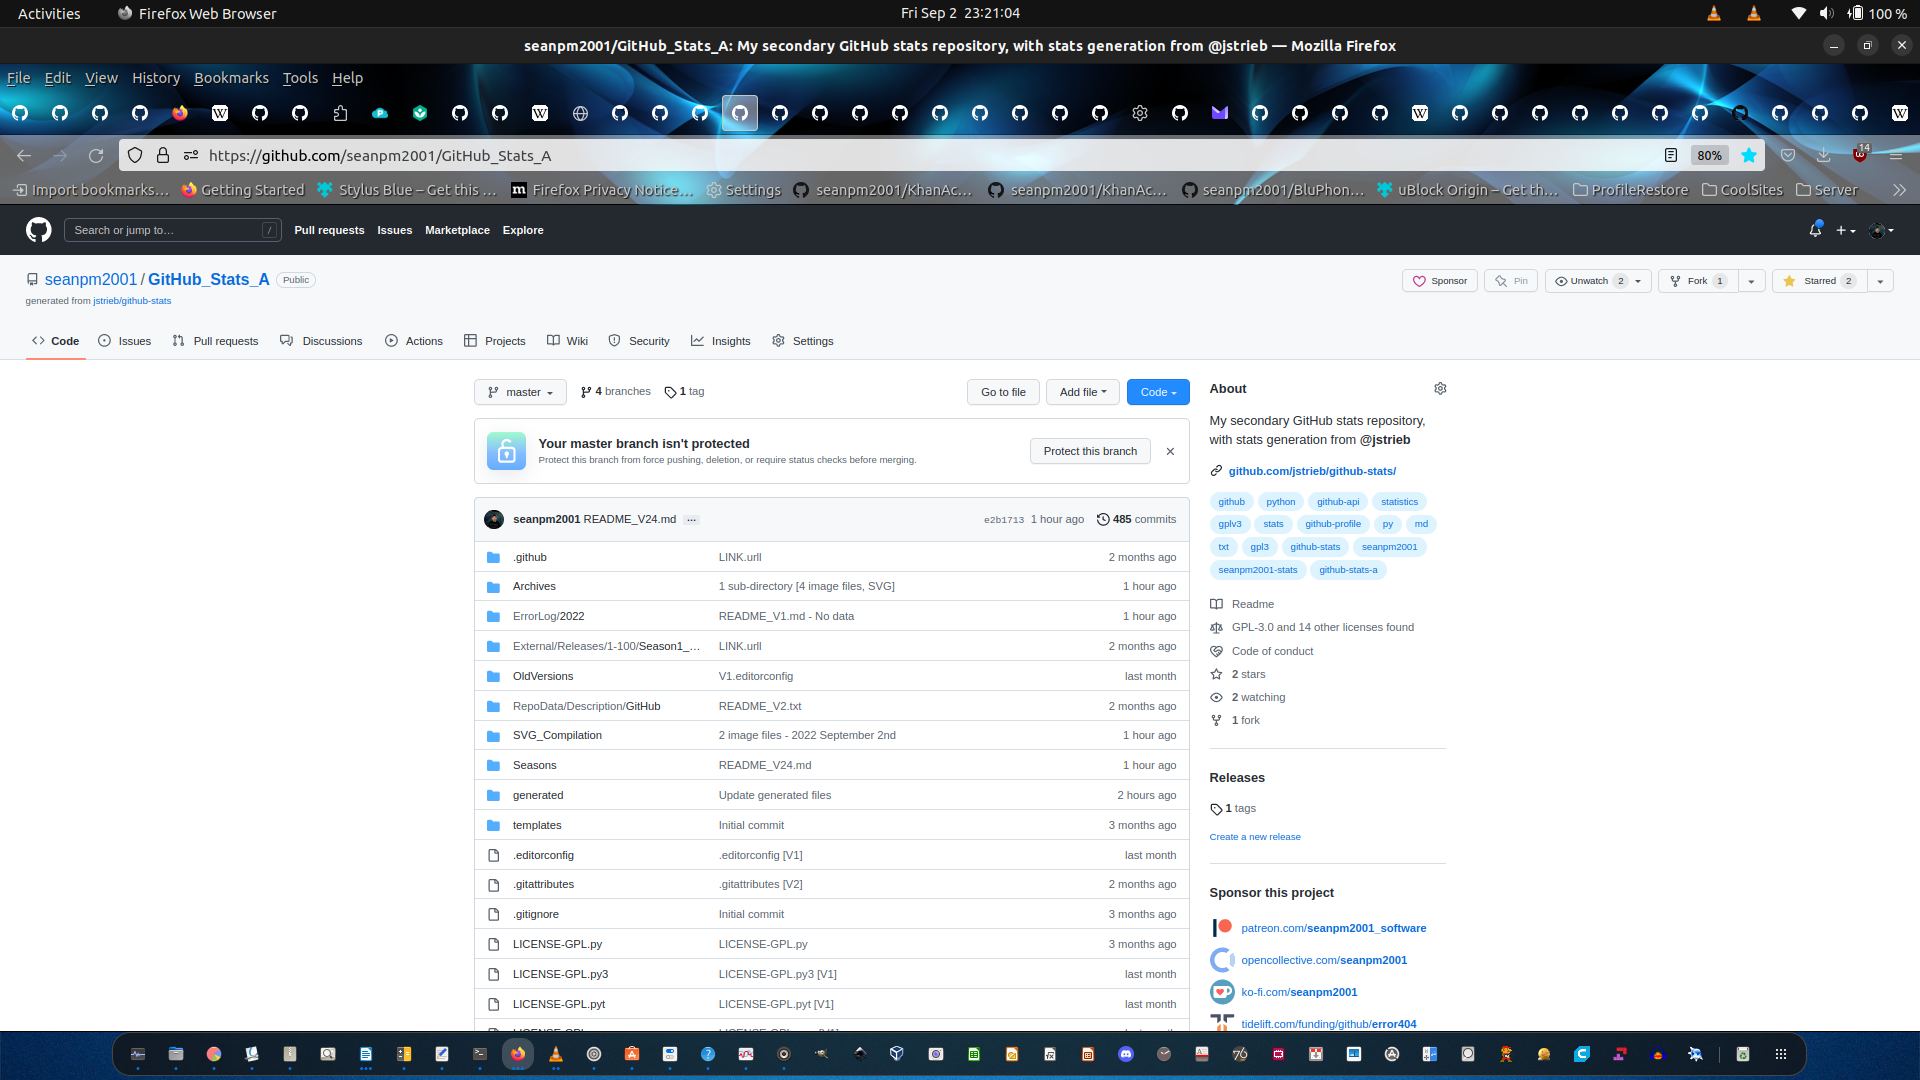 Activities
Firefox Web Browser
Fri Sep 2 23:21:04
100 %
seanpm2001/GitHub_Stats_A: My secondary GitHub stats repository, with stats generation from @jstrieb — Mozilla Firefox
File Edit View History Bookmarks Tools Help
https://github.com/seanpm2001/GitHub_Stats_A
80%
14
Import bookmarks…
Getting Started
Stylus Blue – Get this …
Firefox Privacy Notice…
Settings
seanpm2001/KhanAc…
seanpm2001/KhanAc…
seanpm2001/BluPhon…
uBlock Origin – Get th…
ProfileRestore
CoolSites
Server
Search or jump to…
/
Pull requests Issues Marketplace Explore
seanpm2001 / GitHub_Stats_A Public
generated from jstrieb/github-stats
Sponsor
Pin
Unwatch 2
Fork 1
Starred 2
Code
Issues
Pull requests
Discussions
Actions
Projects
Wiki
Security
Insights
Settings
master
4 branches
1 tag
Go to file
Add file
Code
Your master branch isn't protected
Protect this branch from force pushing, deletion, or require status checks before merging.
Protect this branch
seanpm2001 README_V24.md ...
e2b1713 1 hour ago 485 commits
.github LINK.urll 2 months ago
Archives 1 sub-directory [4 image files, SVG] 1 hour ago
ErrorLog/2022 README_V1.md - No data 1 hour ago
External/Releases/1-100/Season1_… LINK.urll 2 months ago
OldVersions V1.editorconfig last month
RepoData/Description/GitHub README_V2.txt 2 months ago
SVG_Compilation 2 image files - 2022 September 2nd 1 hour ago
Seasons README_V24.md 1 hour ago
generated Update generated files 2 hours ago
templates Initial commit 3 months ago
.editorconfig .editorconfig [V1] last month
.gitattributes .gitattributes [V2] 2 months ago
.gitignore Initial commit 3 months ago
LICENSE-GPL.py LICENSE-GPL.py 3 months ago
LICENSE-GPL.py3 LICENSE-GPL.py3 [V1] last month
LICENSE-GPL.pyt LICENSE-GPL.pyt [V1] last month
About
My secondary GitHub stats repository,
with stats generation from @jstrieb
github.com/jstrieb/github-stats/
github python github-api statistics
gplv3 stats github-profile py md
txt gpl3 github-stats seanpm2001
seanpm2001-stats github-stats-a
Readme
GPL-3.0 and 14 other licenses found
Code of conduct
2 stars
2 watching
1 fork
Releases
1 tags
Create a new release
Sponsor this project
patreon.com/seanpm2001_software
opencollective.com/seanpm2001
ko-fi.com/seanpm2001
tidelift.com/funding/github/error404